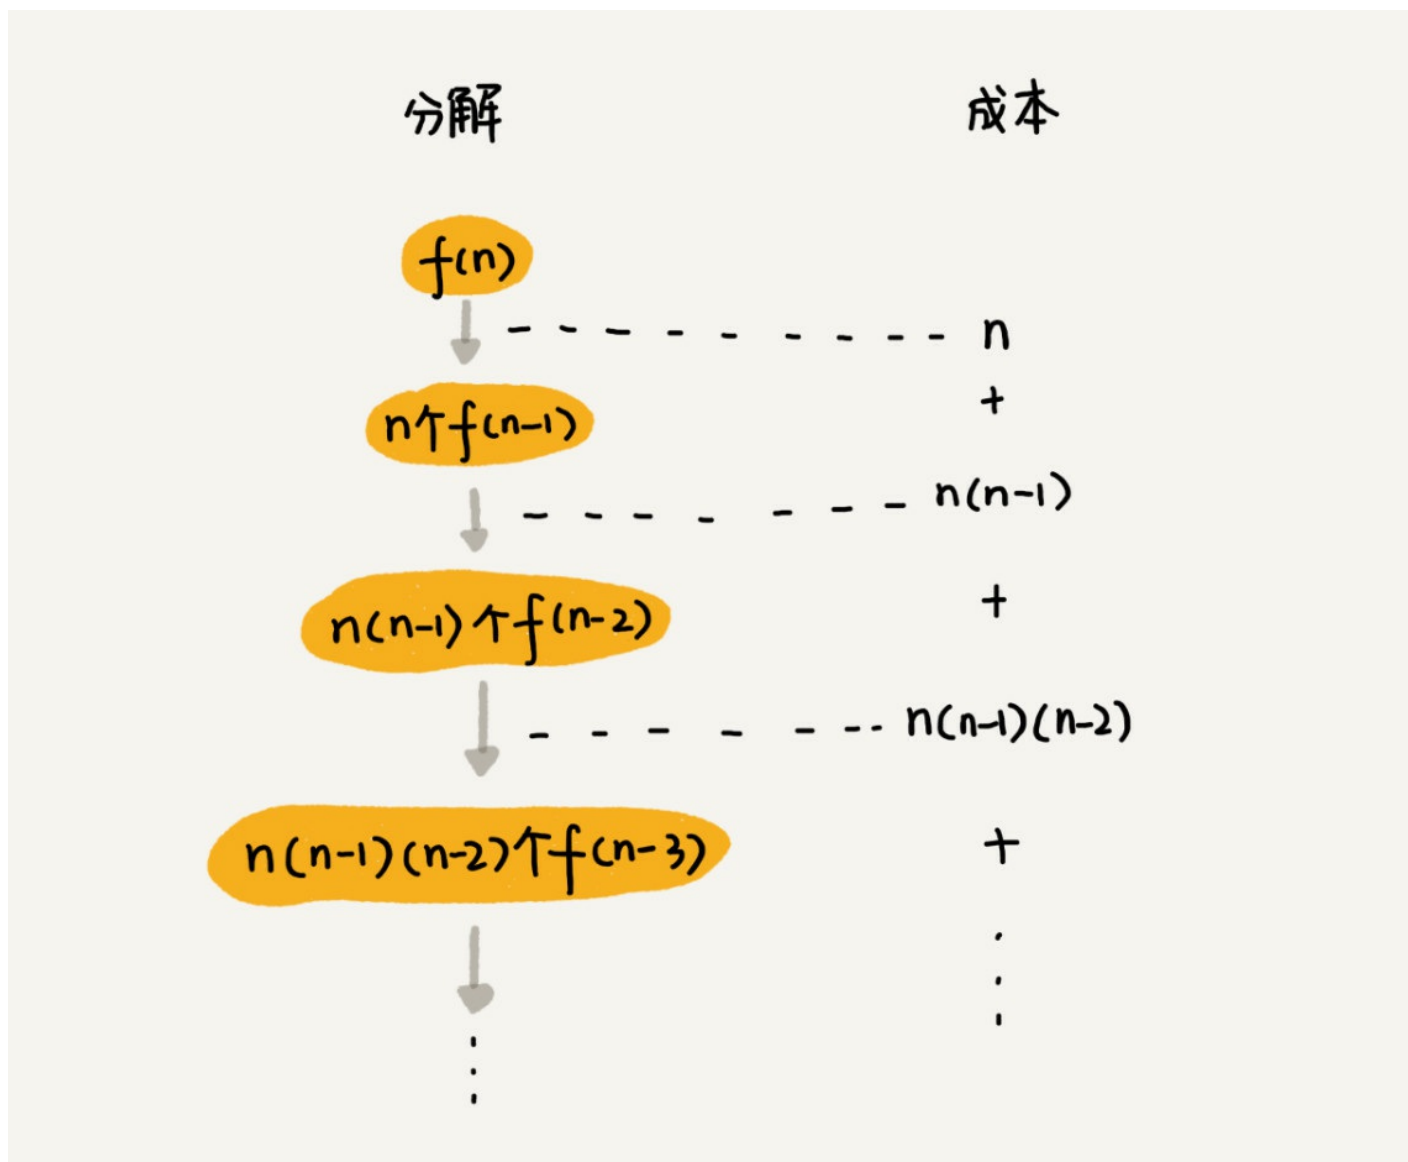 分解 成本
f(n)
n
n个f(n-1)
+
n(n-1)
n(n-1)个f(n-2)
+
n(n-1)(n-2)
n(n-1)(n-2)个f(n-3)
+